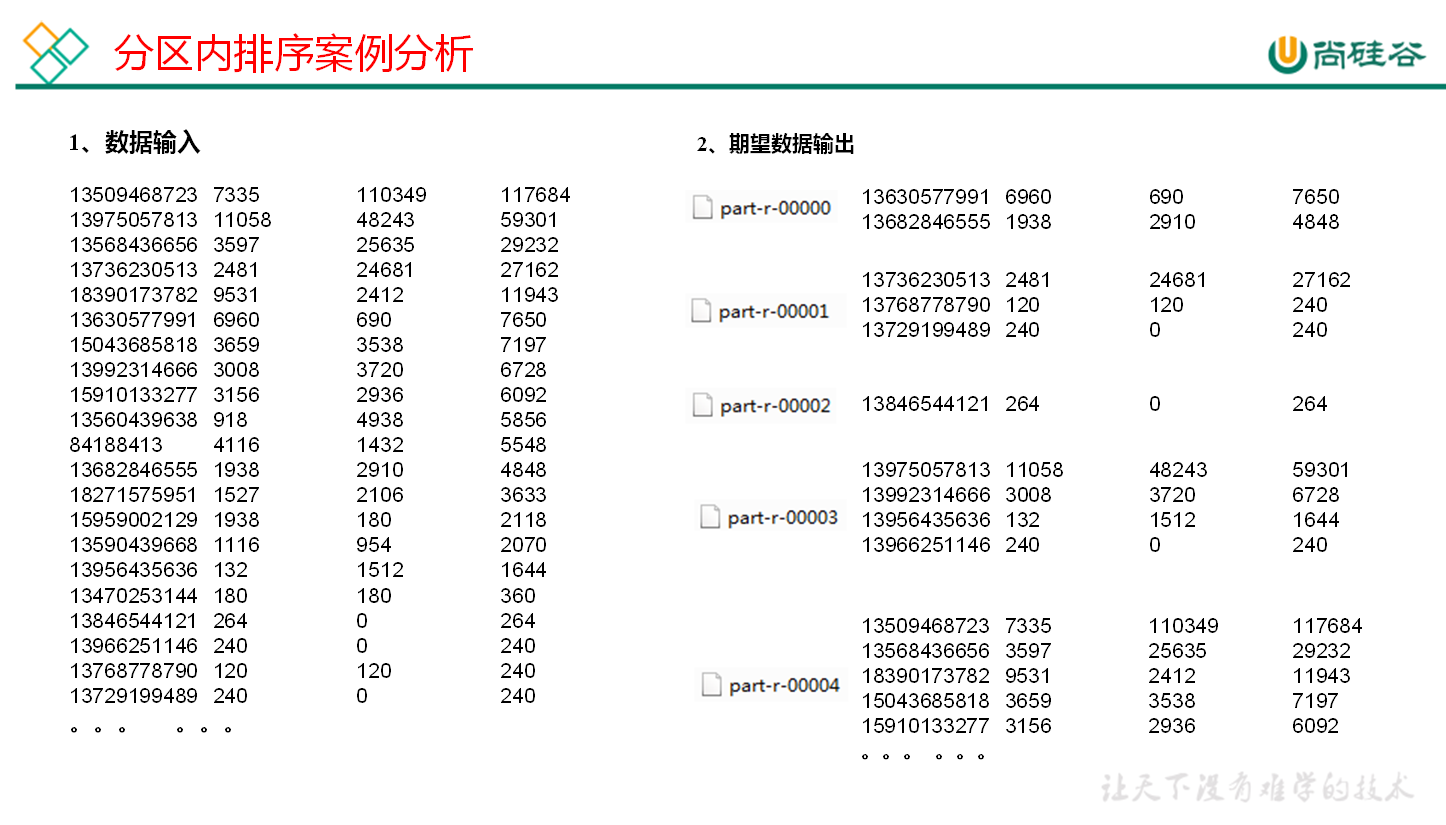 分区内排序案例分析
尚硅谷
1、数据输入
13509468723 7335 110349 117684
13975057813 11058 48243 59301
13568436656 3597 25635 29232
13736230513 2481 24681 27162
18390173782 9531 2412 11943
13630577991 6960 690 7650
15043685818 3659 3538 7197
13992314666 3008 3720 6728
15910133277 3156 2936 6092
13560439638 918 4938 5856
84188413 4116 1432 5548
13682846555 1938 2910 4848
18271575951 1527 2106 3633
15959002129 1938 180 2118
13590439668 1116 954 2070
13956435636 132 1512 1644
13470253144 180 180 360
13846544121 264 0 264
13966251146 240 0 240
13768778790 120 120 240
13729199489 240 0 240
。。。 。。。
2、期望数据输出
part-r-00000
13630577991 6960 690 7650
13682846555 1938 2910 4848
part-r-00001
13736230513 2481 24681 27162
13768778790 120 120 240
13729199489 240 0 240
part-r-00002
13846544121 264 0 264
part-r-00003
13975057813 11058 48243 59301
13992314666 3008 3720 6728
13956435636 132 1512 1644
13966251146 240 0 240
part-r-00004
13509468723 7335 110349 117684
13568436656 3597 25635 29232
18390173782 9531 2412 11943
15043685818 3659 3538 7197
15910133277 3156 2936 6092
。。。 。。。
让天下没有难学的技术